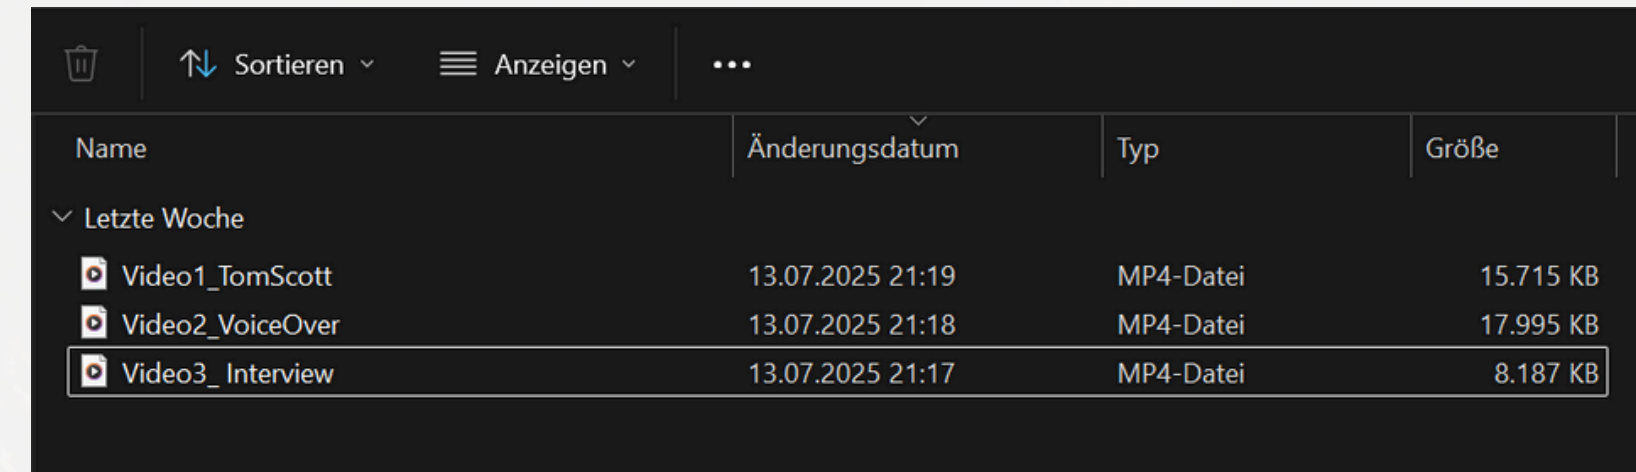 Sortieren Anzeigen ...
Name Änderungsdatum Typ Größe
Letzte Woche
Video1_TomScott 13.07.2025 21:19 MP4-Datei 15.715 KB
Video2_VoiceOver 13.07.2025 21:18 MP4-Datei 17.995 KB
Video3_ Interview 13.07.2025 21:17 MP4-Datei 8.187 KB